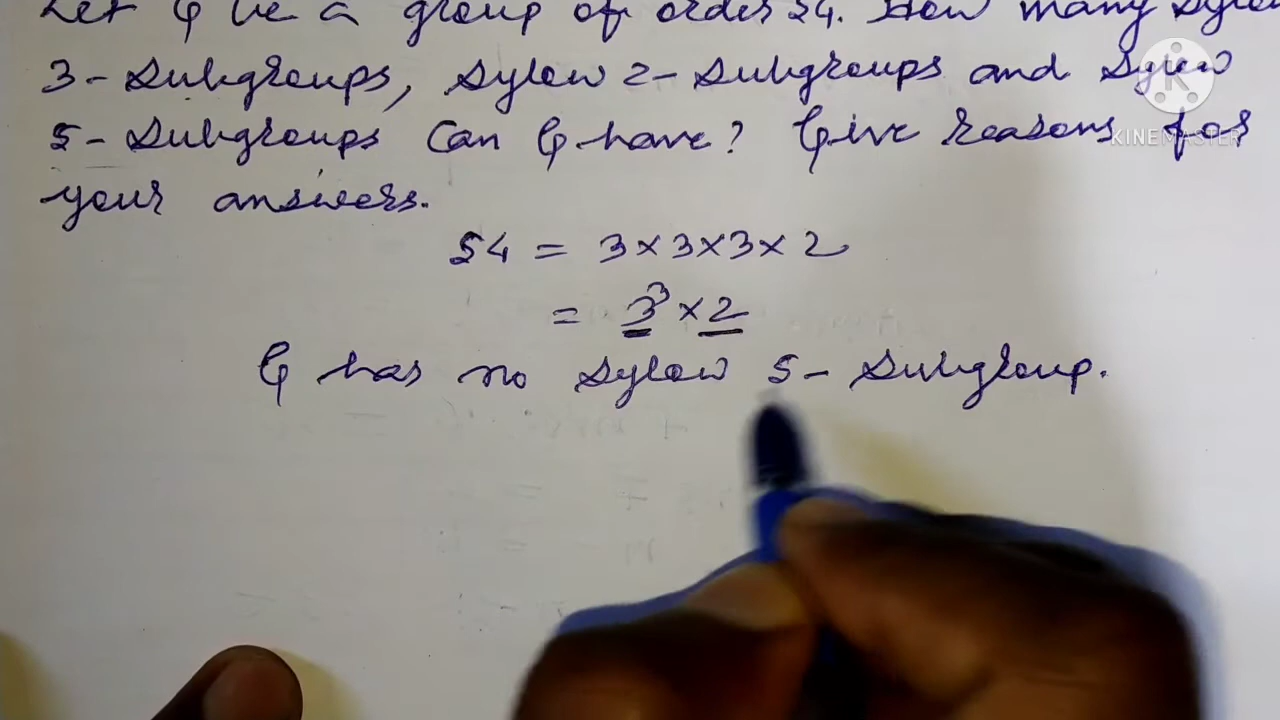 Let G be a group of order 54. How many Sylow
3-Subgroups, Sylow 2-Subgroups and Sylow
5-Subgroups Can G have? Give reasons for
your answers.
54 = 3×3×3×2
= 3³×2
G has no Sylow 5-Subgroup.
K
KINEMASTER